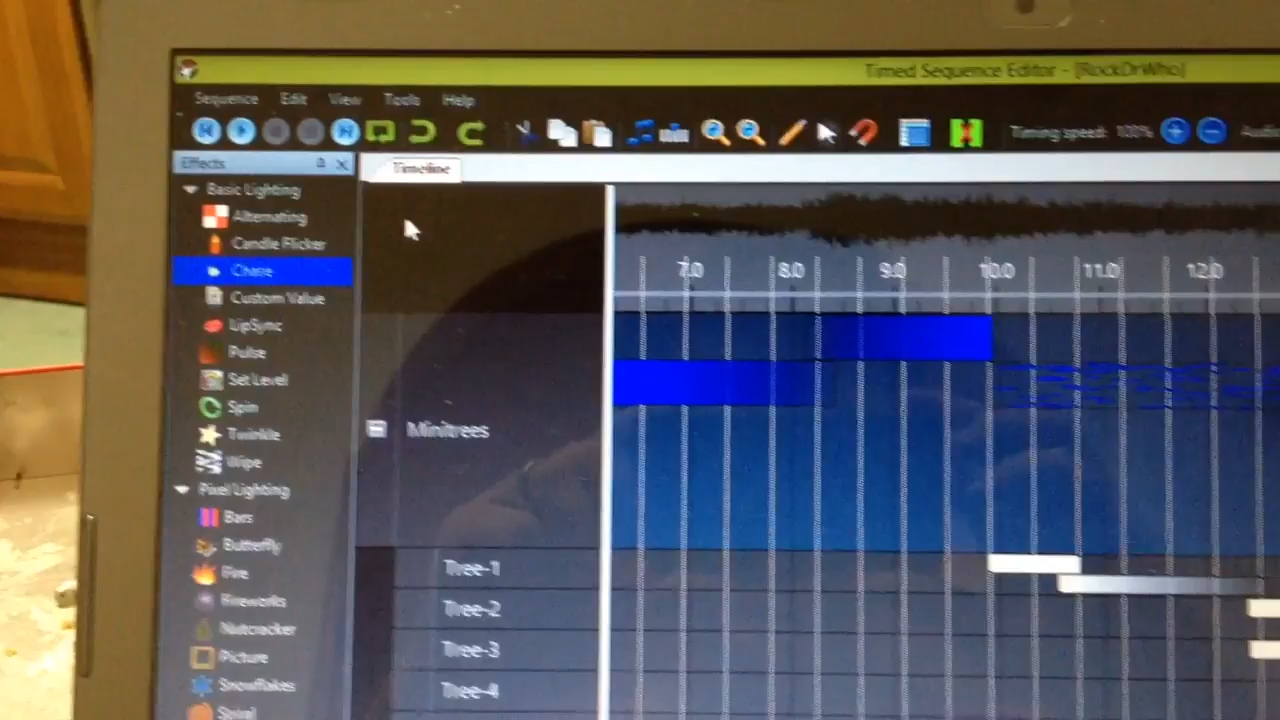 Timed Sequence Editor - [RockDrWho]
Sequence Edit View Tools Help
Timing speed: 100%
Effects
Timeline
Basic Lighting
Alternating
Candle Flicker
Chase
Custom Value
LipSync
Pulse
Set Level
Spin
Twinkle
Wipe
Pixel Lighting
Bars
Butterfly
Fire
Fireworks
Nutcracker
Picture
Snowflakes
Spiral
7.0 8.0 9.0 10.0 11.0 12.0
Minitrees
Tree-1
Tree-2
Tree-3
Tree-4